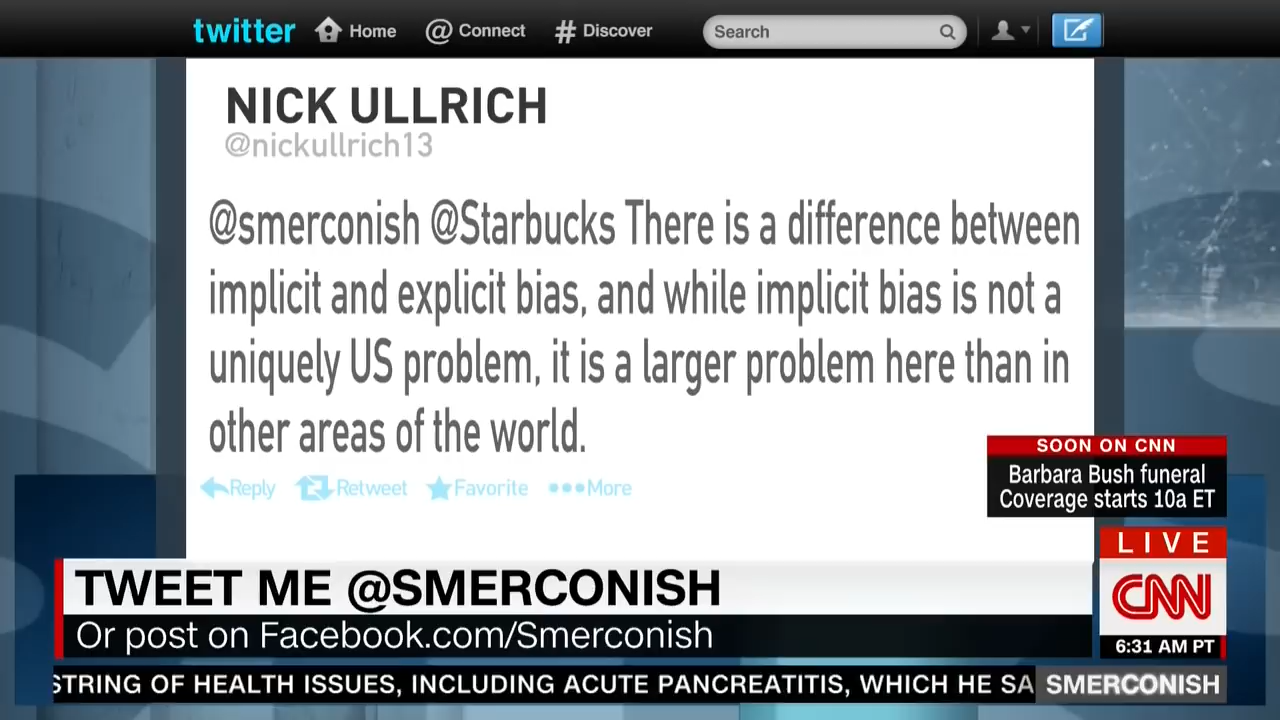 twitter Home @ Connect # Discover Search
NICK ULLRICH
@nickullrich13
@smerconish @Starbucks There is a difference between
implicit and explicit bias, and while implicit bias is not a
uniquely US problem, it is a larger problem here than in
other areas of the world.
Reply Retweet Favorite •••More
SOON ON CNN
Barbara Bush funeral
Coverage starts 10a ET
LIVE
CNN
6:31 AM PT
TWEET ME @SMERCONISH
Or post on Facebook.com/Smerconish
STRING OF HEALTH ISSUES, INCLUDING ACUTE PANCREATITIS, WHICH HE SA
SMERCONISH